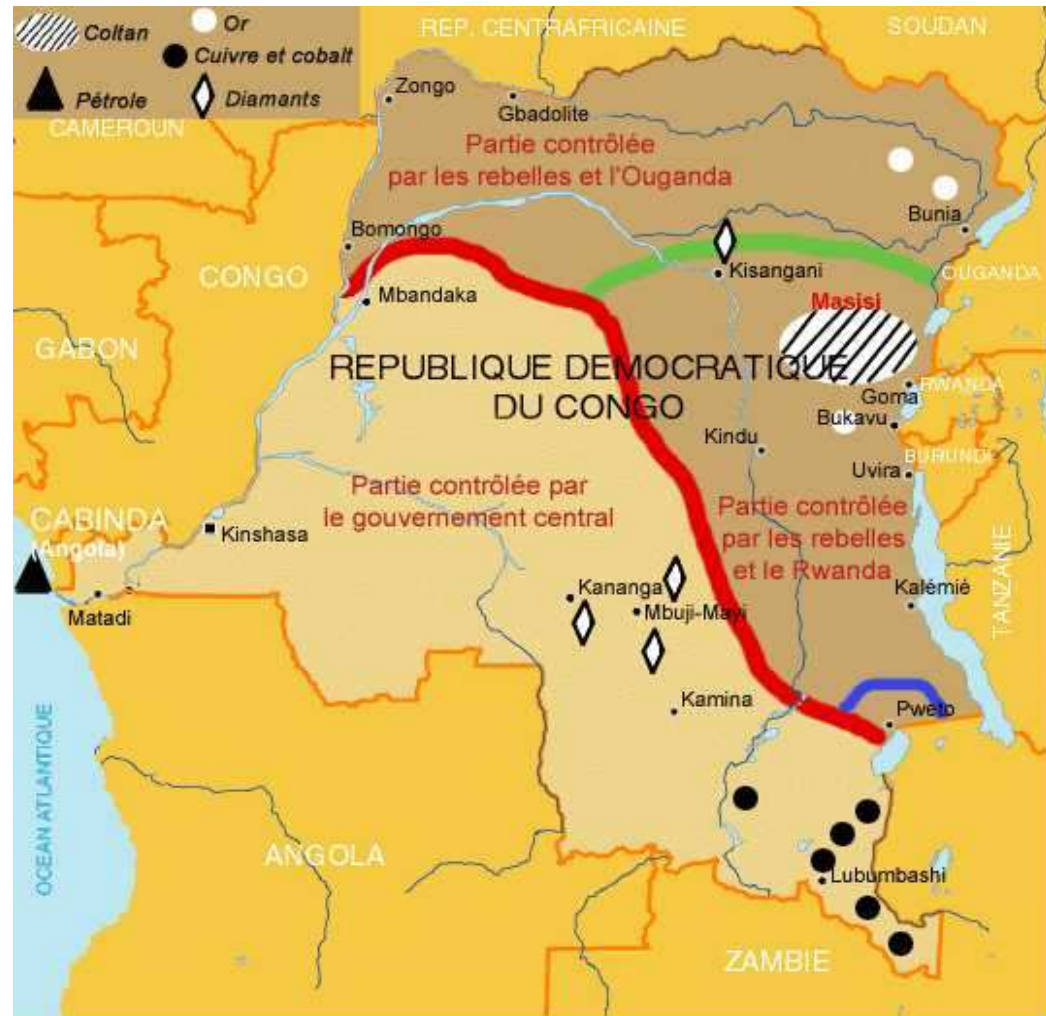 Coltan
Or
Cuivre et cobalt
Pétrole
Diamants
REP. CENTRAFRICAINE
SOUDAN
CAMEROUN
Zongo
Gbadolite
Partie contrôlée
par les rebelles et l'Ouganda
Bunia
Bomongo
CONGO
Kisangani
OUGANDA
Mbandaka
Masisi
GABON
REPUBLIQUE DEMOCRATIQUE
DU CONGO
RWANDA
Goma
Bukavu
Kindu
BURUNDI
Uvira
Partie contrôlée par
le gouvernement central
Partie contrôlée
par les rebelles
et le Rwanda
CABINDA
(Angola)
Kinshasa
TANZANIE
Kananga
Kalémié
Matadi
Mbuji-Mayi
Kamina
Pweto
OCEAN ATLANTIQUE
ANGOLA
Lubumbashi
ZAMBIE